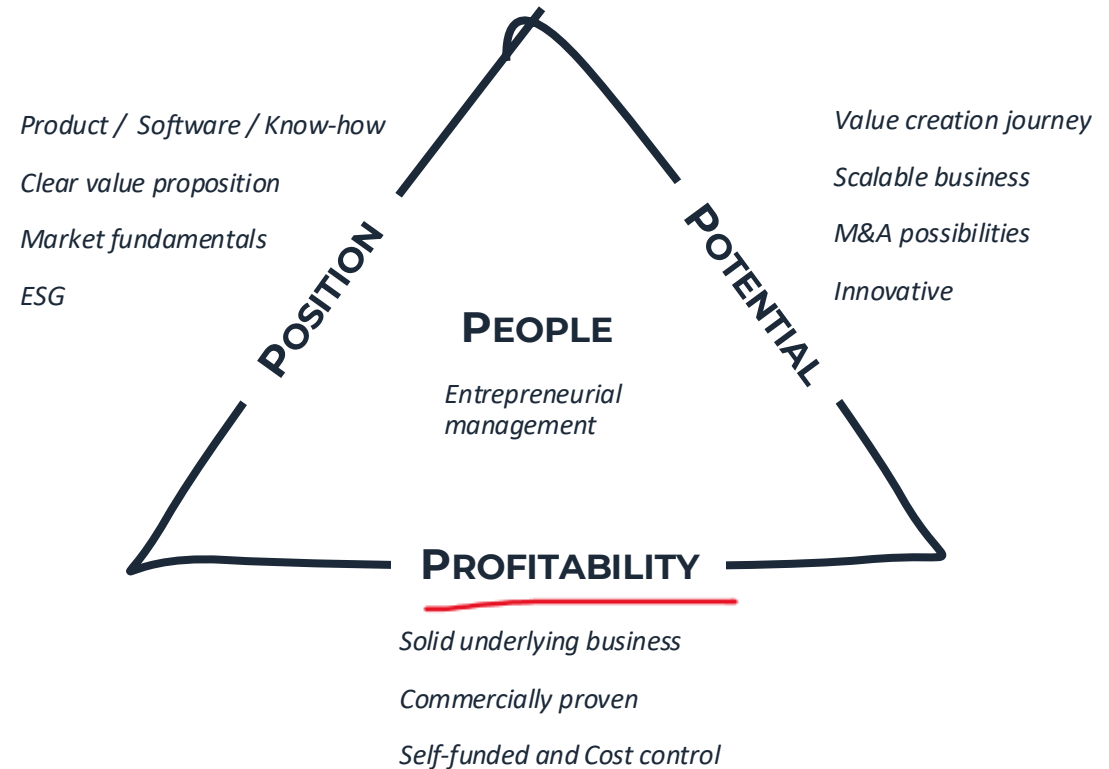 Product / Software / Know-how
Clear value proposition
Market fundamentals
ESG
POSITION
PEOPLE
Entrepreneurial
management
POTENTIAL
Value creation journey
Scalable business
M&A possibilities
Innovative
PROFITABILITY
Solid underlying business
Commercially proven
Self-funded and Cost control